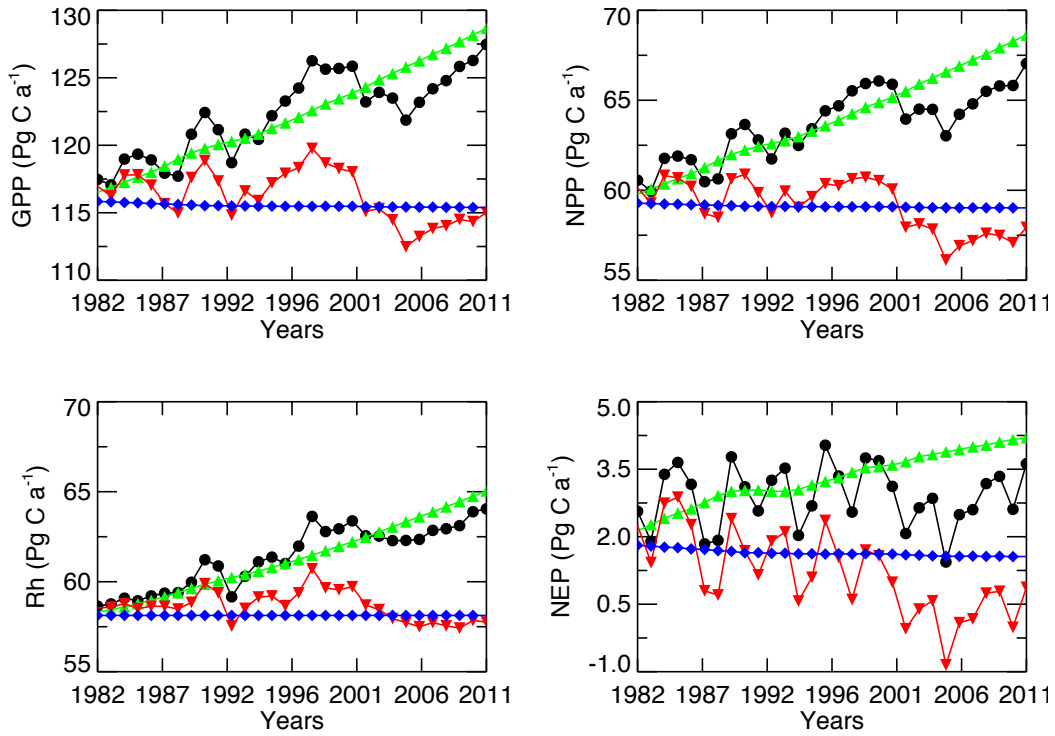 130
125
120
115
110
GPP (Pg C a-1)
1982 1987 1992 1996 2001 2006 2011
Years
70
65
60
55
NPP (Pg C a-1)
1982 1987 1992 1996 2001 2006 2011
Years
70
65
60
55
Rh (Pg C a-1)
1982 1987 1992 1996 2001 2006 2011
Years
5.0
3.5
2.0
0.5
-1.0
NEP (Pg C a-1)
1982 1987 1992 1996 2001 2006 2011
Years